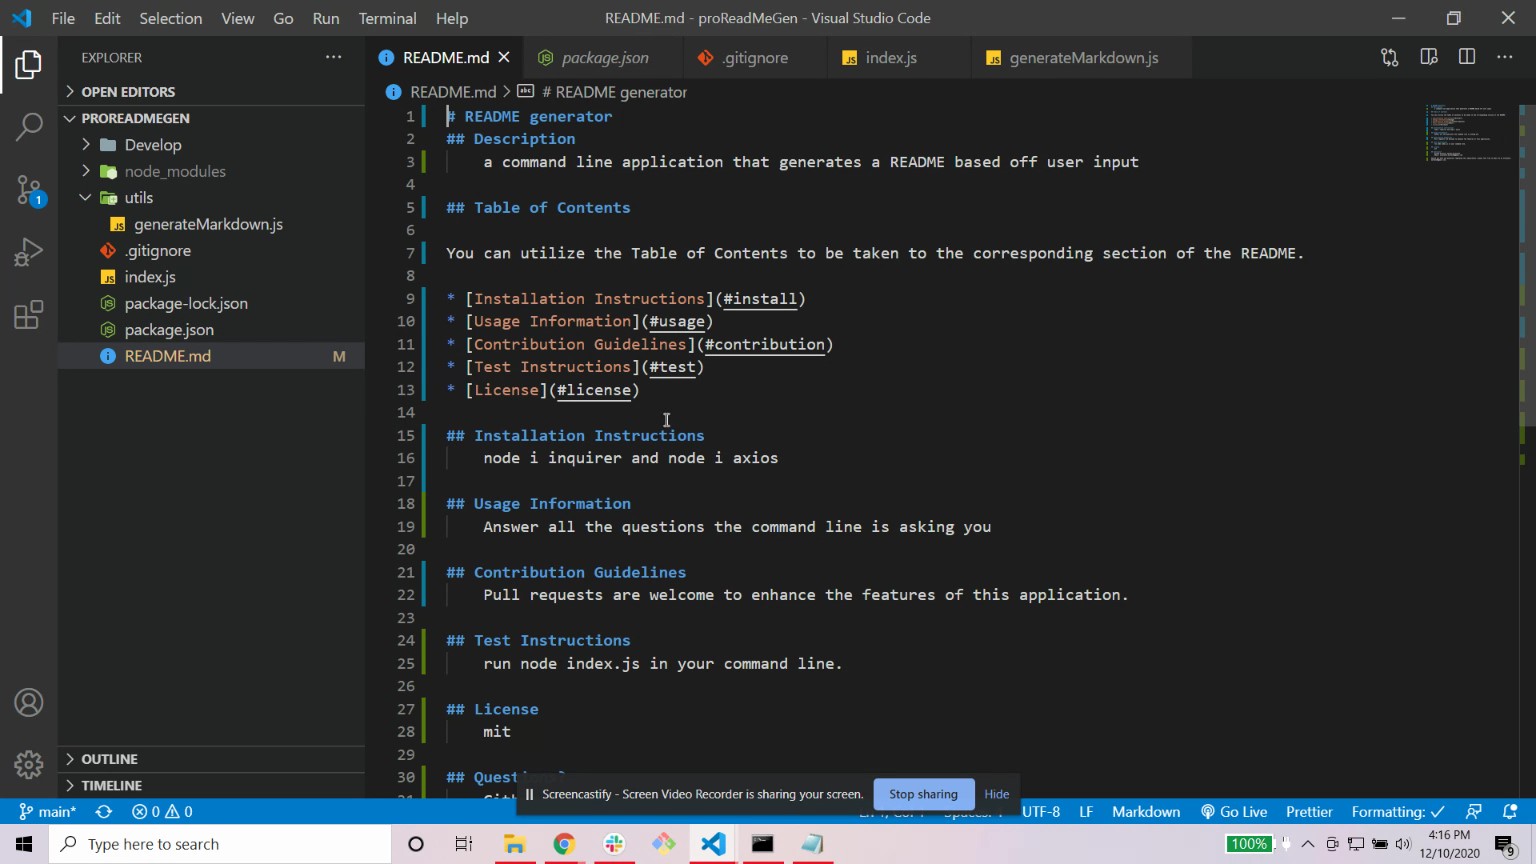 File Edit Selection View Go Run Terminal Help README.md - proReadMeGen - Visual Studio Code
EXPLORER
README.md package.json .gitignore index.js generateMarkdown.js
OPEN EDITORS
README.md > # README generator
PROREADMEGEN
Develop
node_modules
utils
generateMarkdown.js
.gitignore
index.js
package-lock.json
package.json
README.md M
OUTLINE
TIMELINE
1 # README generator
2 ## Description
3 a command line application that generates a README based off user input
4
5 ## Table of Contents
6
7 You can utilize the Table of Contents to be taken to the corresponding section of the README.
8
9 * [Installation Instructions](#install)
10 * [Usage Information](#usage)
11 * [Contribution Guidelines](#contribution)
12 * [Test Instructions](#test)
13 * [License](#license)
14
15 ## Installation Instructions
16 node i inquirer and node i axios
17
18 ## Usage Information
19 Answer all the questions the command line is asking you
20
21 ## Contribution Guidelines
22 Pull requests are welcome to enhance the features of this application.
23
24 ## Test Instructions
25 run node index.js in your command line.
26
27 ## License
28 mit
29
30 ##
1
Screencastify - Screen Video Recorder is sharing your screen. Stop sharing Hide
main* 0 0 UTF-8 LF Markdown Go Live Prettier Formatting: ✓
Type here to search
100%
4:16 PM
12/10/2020
9